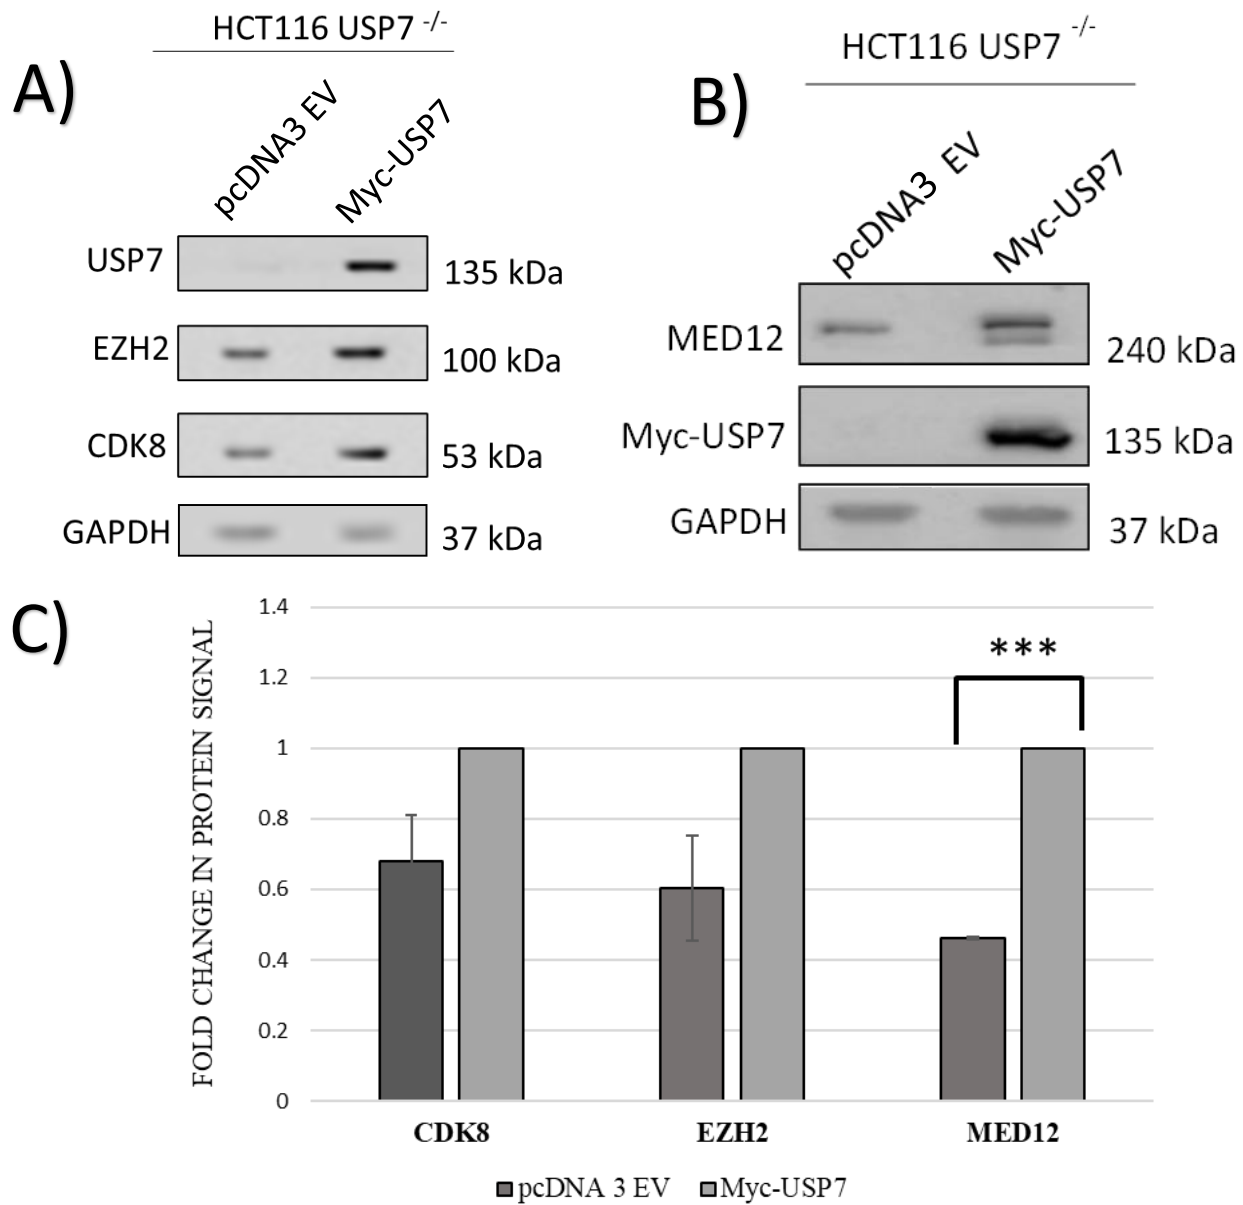 HCT116 USP7 -/-
A)
pcDNA3 EV
Myc-USP7
USP7
135 kDa
EZH2
100 kDa
CDK8
53 kDa
GAPDH
37 kDa
HCT116 USP7 -/-
B)
pcDNA3 EV
Myc-USP7
MED12
240 kDa
Myc-USP7
135 kDa
GAPDH
37 kDa
C)
FOLD CHANGE IN PROTEIN SIGNAL
1.4
1.2
1
0.8
0.6
0.4
0.2
0
***
CDK8
EZH2
MED12
pcDNA 3 EV
Myc-USP7